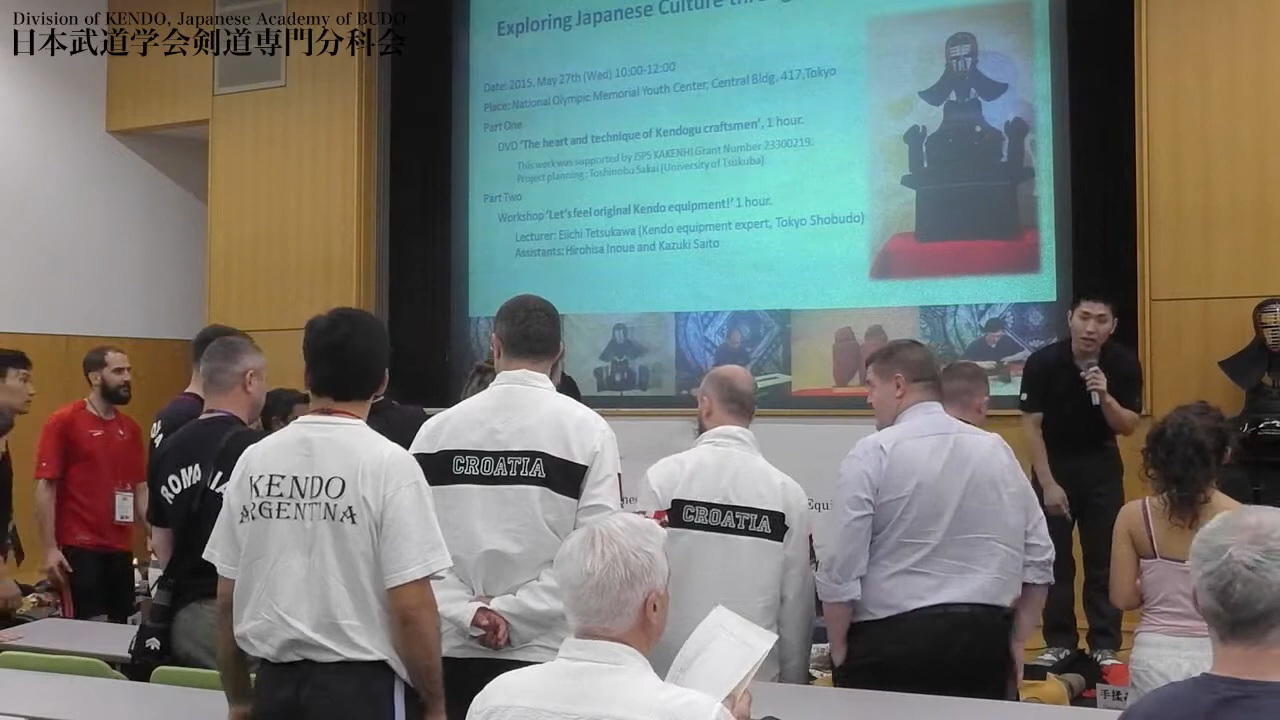 Division of KENDO, Japanese Academy of BUDO
日本武道学会剣道専門分科会
Exploring Japanese Culture throug
Date: 2015. May 27th (Wed) 10:00-12:00
Place: National Olympic Memorial Youth Center, Central Bldg. 417,Tokyo
Part One
DVD 'The heart and technique of Kendogu craftsmen', 1 hour.
This work was supported by JSPS KAKENHI Grant Number 23300219.
Project planning : Toshinobu Sakai (University of Tsukuba)
Part Two
Workshop 'Let's feel original Kendo equipment!' 1 hour.
Lecturer: Eiichi Tetsukawa (Kendo equipment expert, Tokyo Shobudo)
Assistants: Hirohisa Inoue and Kazuki Saito
KENDO
ARGENTINA
CROATIA
CROATIA
Equi
手揉み